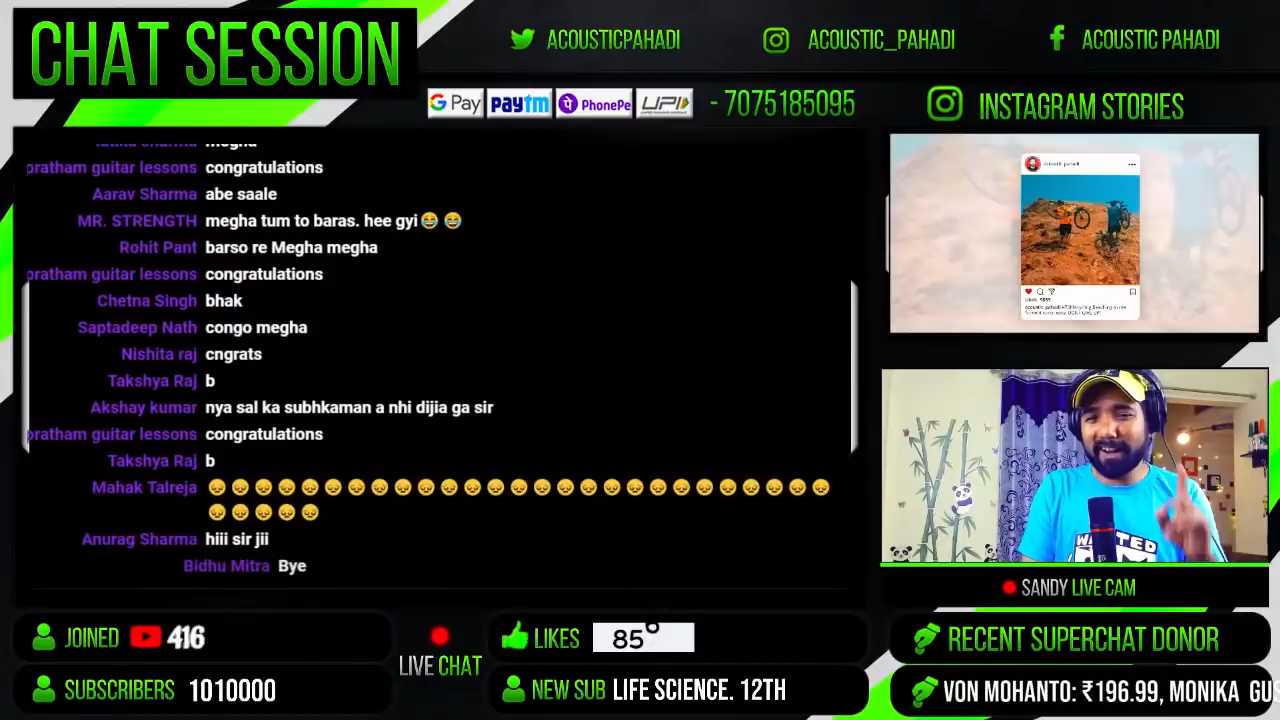 CHAT SESSION
ACOUSTICPAHADI
ACOUSTIC_PAHADI
ACOUSTIC PAHADI
G Pay paytm PhonePe UPI - 7075185095
INSTAGRAM STORIES
pratham guitar lessons congratulations
Aarav Sharma abe saale
MR. STRENGTH megha tum to baras. hee gyi😂 😂
Rohit Pant barso re Megha megha
pratham guitar lessons congratulations
Chetna Singh bhak
Saptadeep Nath congo megha
Nishita raj cngrats
Takshya Raj b
Akshay kumar nya sal ka subhkaman a nhi dijia ga sir
pratham guitar lessons congratulations
Takshya Raj b
Mahak Talreja 😔 😔 😔 😔 😔 😔 😔 😔 😔 😔 😔 😔 😔 😔 😔 😔 😔 😔 😔 😔 😔 😔 😔 😔 😔 😔 😔
😔 😔 😔 😔 😔
Anurag Sharma hiii sir jii
Bidhu Mitra Bye
acoustic pahadi
WANTED
SANDY LIVE CAM
JOINED 416
LIVE CHAT
LIKES 85
RECENT SUPERCHAT DONOR
SUBSCRIBERS 1010000
NEW SUB LIFE SCIENCE. 12TH
VON MOHANTO: ₹196.99, MONIKA GUS